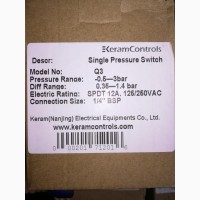 KeramControls
Descr: Single Pressure Switch
Model No: Q3
Pressure Range: -0.5—3bar
Diff Range: 0.35—1.4 bar
Electric Rating: SPDT 12A. 125/250VAC
Connection Size: 1/4" BSP
Keram(Nanjing) Electrical Equipments Co., Ltd.
www.keramcontrols.com